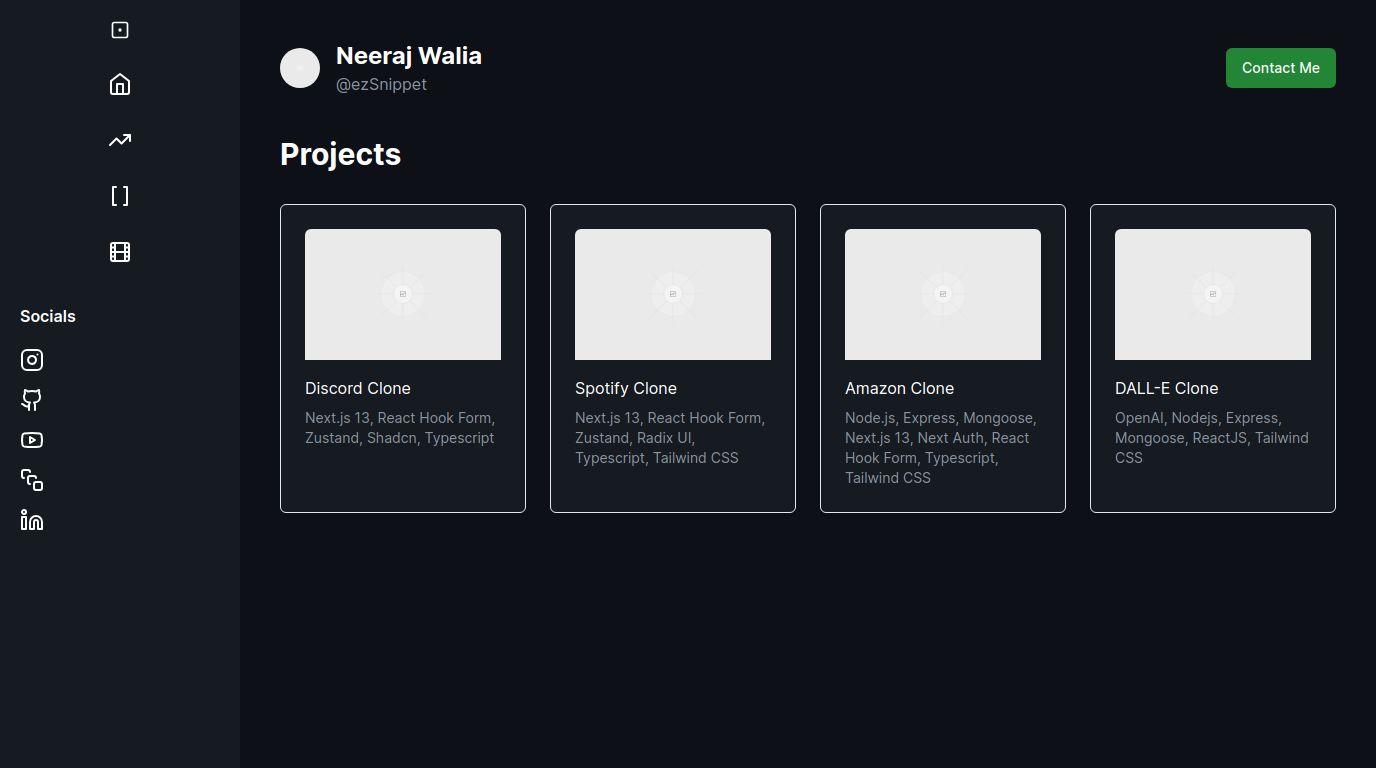 Neeraj Walia
@ezSnippet
Contact Me
Projects
Socials
Discord Clone
Next.js 13, React Hook Form,
Zustand, Shadcn, Typescript
Spotify Clone
Next.js 13, React Hook Form,
Zustand, Radix UI,
Typescript, Tailwind CSS
Amazon Clone
Node.js, Express, Mongoose,
Next.js 13, Next Auth, React
Hook Form, Typescript,
Tailwind CSS
DALL-E Clone
OpenAI, Nodejs, Express,
Mongoose, ReactJS, Tailwind
CSS